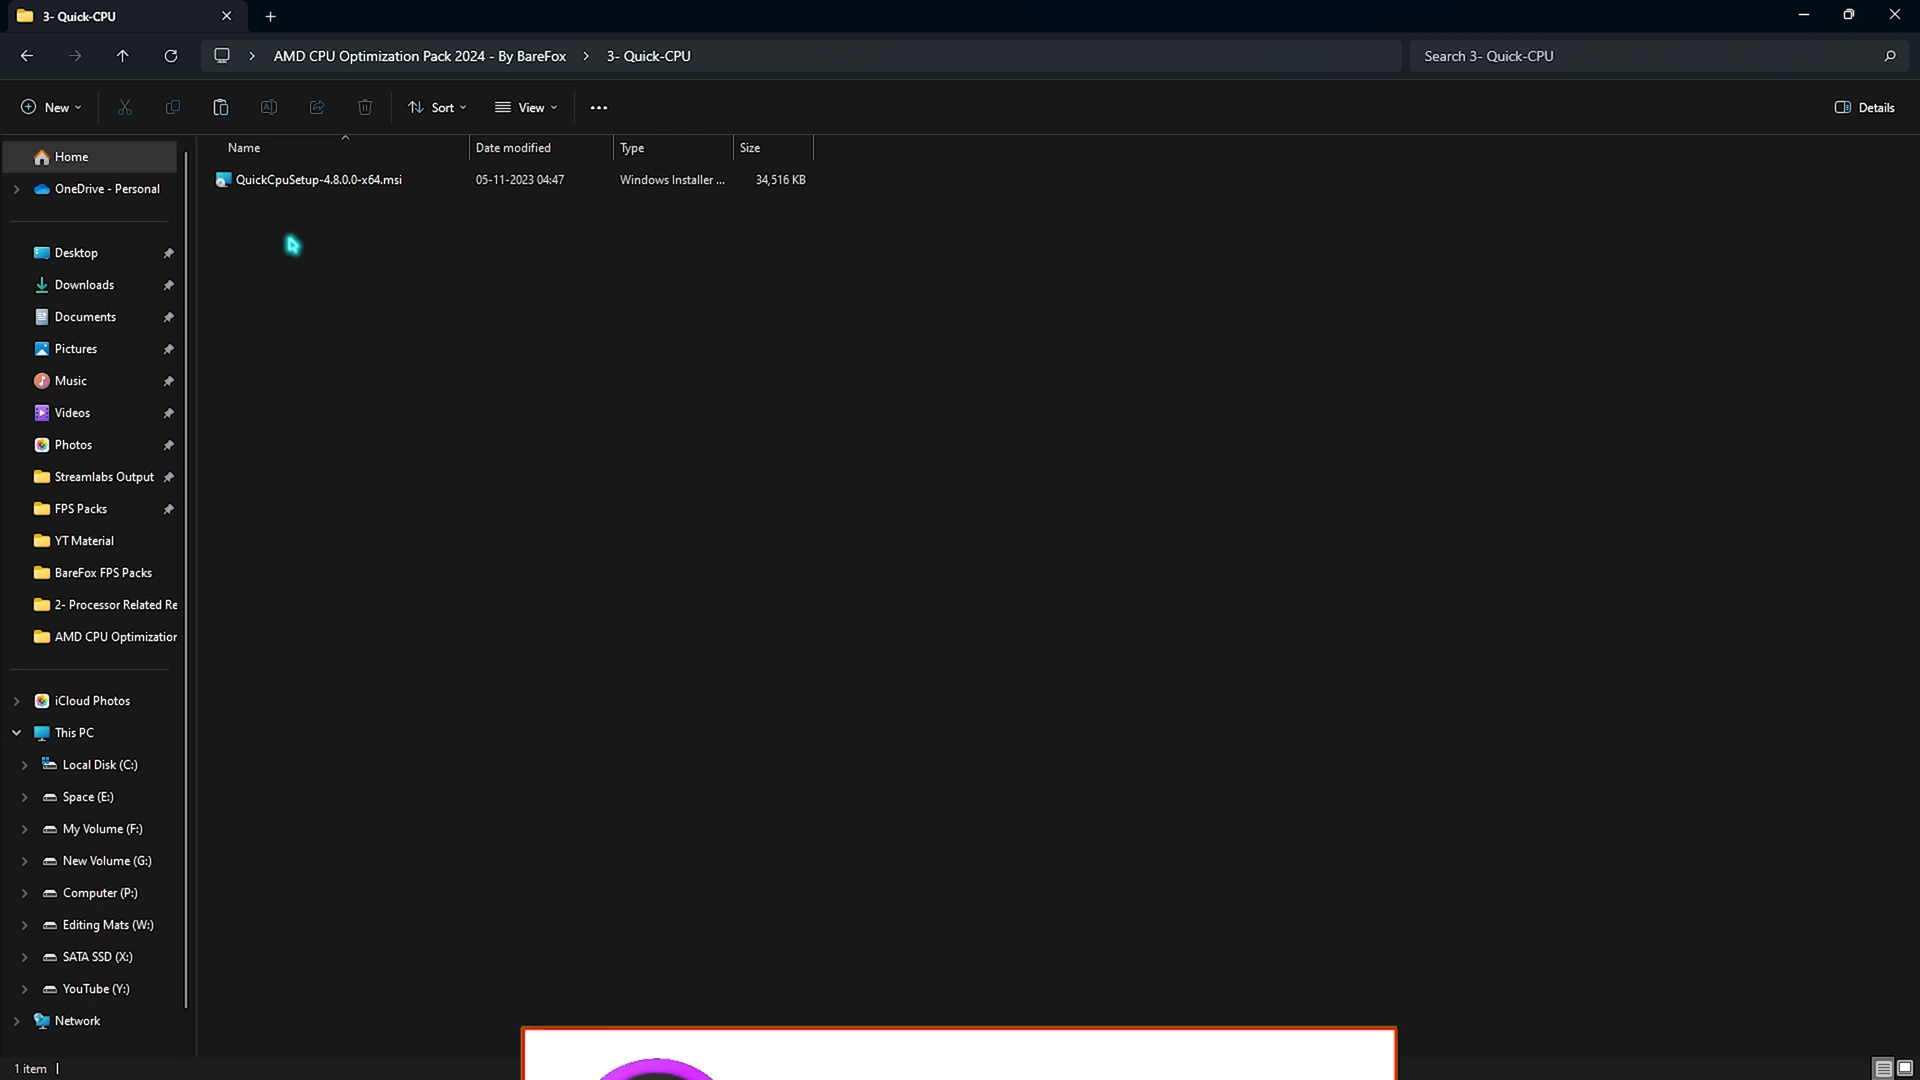 3- Quick-CPU
AMD CPU Optimization Pack 2024 - By BareFox > 3- Quick-CPU
Search 3- Quick-CPU
New
Sort
View
Details
Name
Date modified
Type
Size
QuickCpuSetup-4.8.0.0-x64.msi
05-11-2023 04:47
Windows Installer ...
34,516 KB
Home
OneDrive - Personal
Desktop
Downloads
Documents
Pictures
Music
Videos
Photos
Streamlabs Output
FPS Packs
YT Material
BareFox FPS Packs
2- Processor Related Re
AMD CPU Optimization
iCloud Photos
This PC
Local Disk (C:)
Space (E:)
My Volume (F:)
New Volume (G:)
Computer (P:)
Editing Mats (W:)
SATA SSD (X:)
YouTube (Y:)
Network
1 item